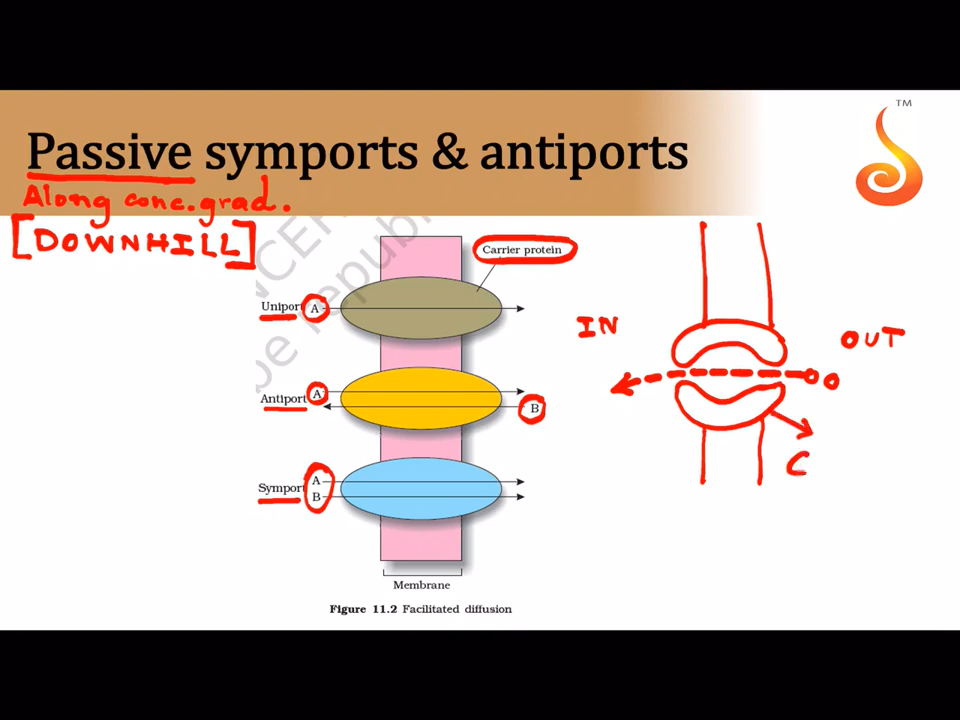 TM
Passive symports & antiports
Along conc. grad.
[DOWNHILL]
Carrier protein
Uniport A
IN
OUT
Antiport A
B
Symport A
B
C
Membrane
Figure 11.2 Facilitated diffusion